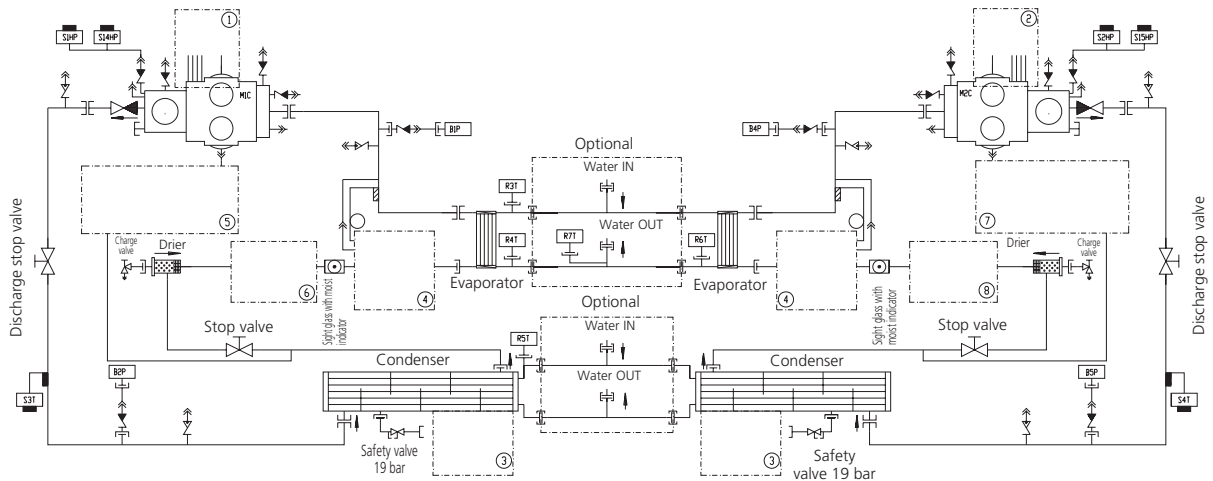 1
2
S1HP
S14HP
S2HP
S15HP
M1C
M2C
B1P
B4P
Optional
Water IN
R3T
Water OUT
R4T
R7T
R6T
5
7
Discharge stop valve
Discharge stop valve
Charge
valve
Drier
Drier
Charge
valve
6
4
4
8
Evaporator
Evaporator
Sight glass with moist
indicator
Sight glass with
moist indicator
Stop valve
Stop valve
Optional
Water IN
R5T
Condenser
Condenser
Water OUT
B2P
B5P
S3T
S4T
Safety valve
19 bar
3
3
Safety
valve 19 bar